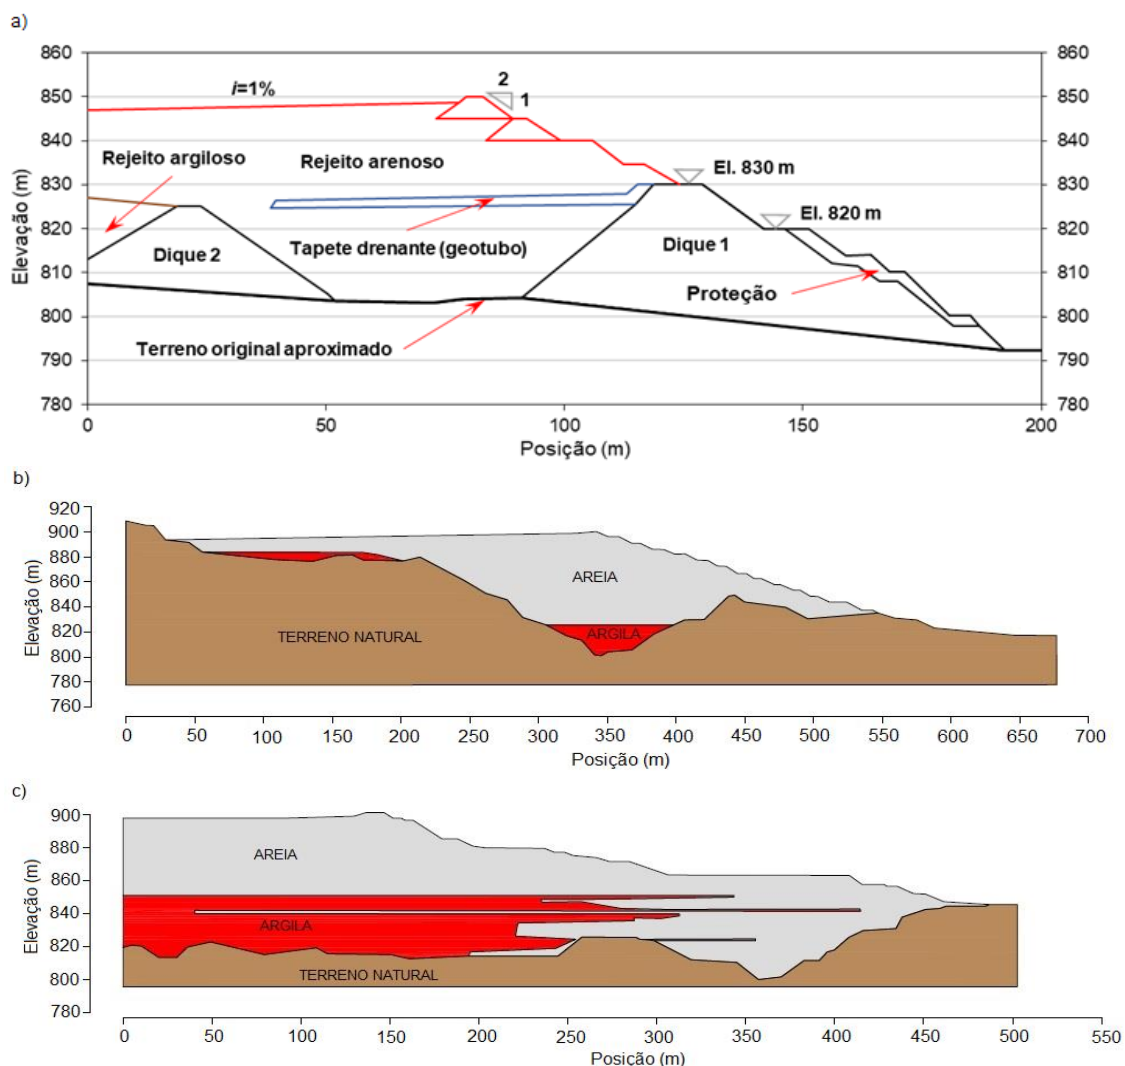 a)
860
850
840
830
820
810
800
790
780
Elevação (m)
i=1%
2
1
Rejeito argiloso
Rejeito arenoso
El. 830 m
El. 820 m
Tapete drenante (geotubo)
Dique 2
Dique 1
Proteção
Terreno original aproximado
860
850
840
830
820
810
800
790
780
Elevação (m)
0
50
100
150
200
Posição (m)
b)
920
900
880
860
840
820
800
780
760
Elevação (m)
AREIA
ARGILA
TERRENO NATURAL
0
50
100
150
200
250
300
350
400
450
500
550
600
650
700
Posição (m)
c)
900
880
860
840
820
800
780
Elevação (m)
AREIA
ARGILA
TERRENO NATURAL
0
50
100
150
200
250
300
350
400
450
500
550
Posição (m)